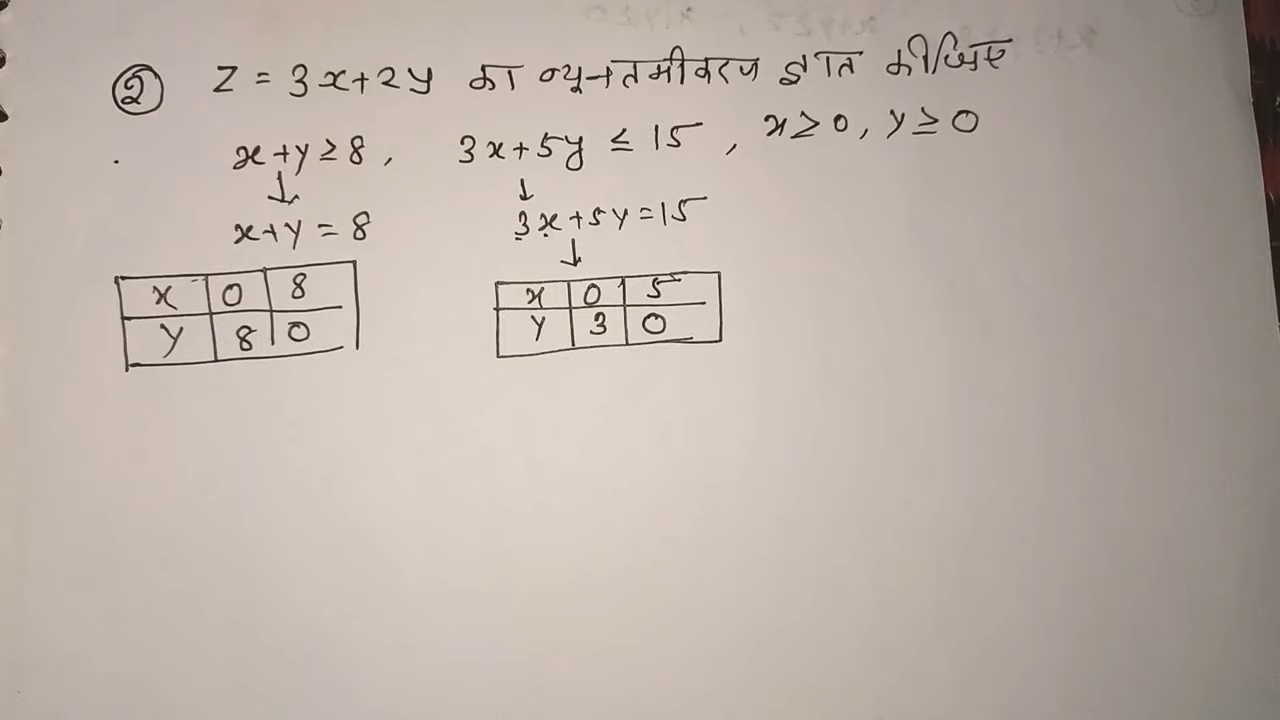 ② Z = 3x+2y का न्यूनतमीकरण ज्ञात कीजिए
x+y ≥ 8, 3x+5y ≤ 15, x ≥ 0, y ≥ 0
↓ ↓
x+y = 8 3x+5y = 15
↓
x 0 8 x 0 5
y 8 0 y 3 0